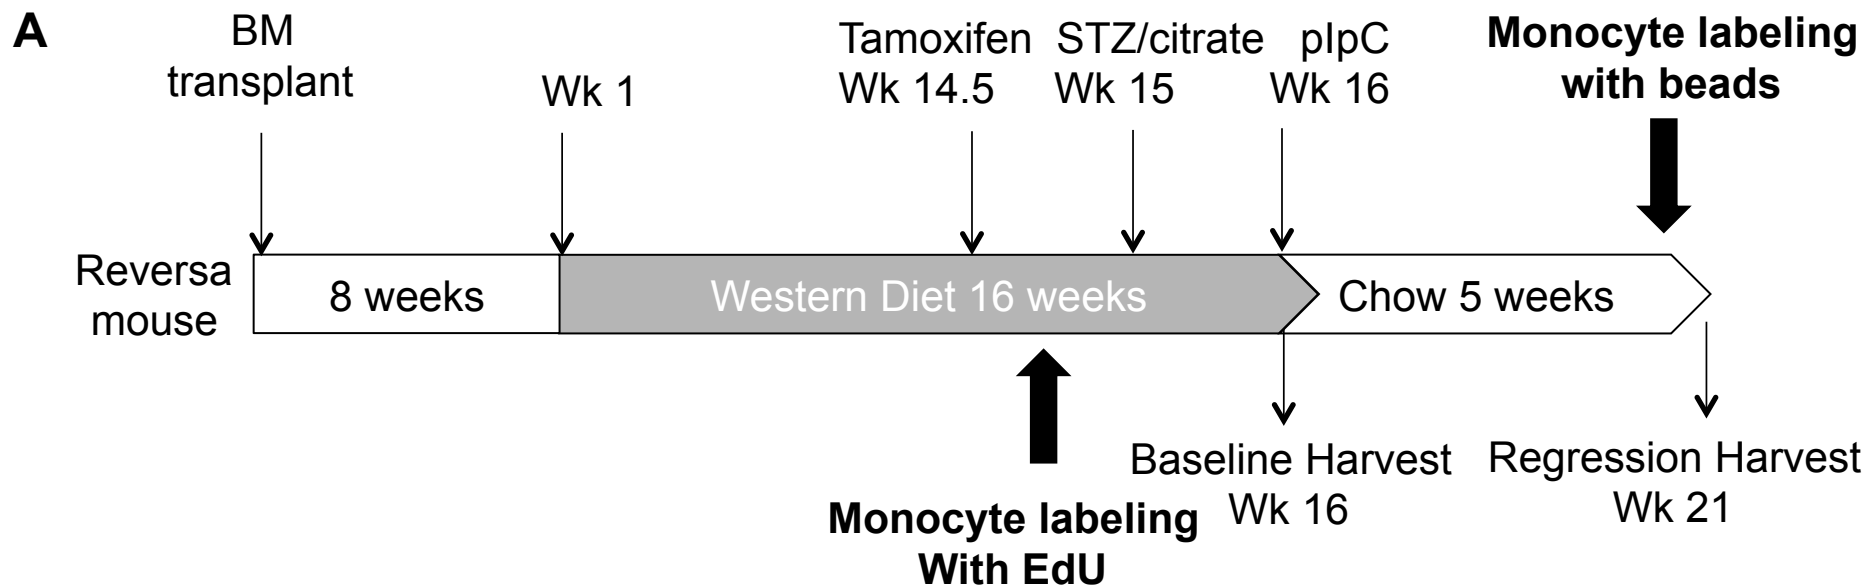 A
BM
transplant
Wk 1
Tamoxifen
Wk 14.5
STZ/citrate
Wk 15
pIpC
Wk 16
Monocyte labeling
with beads
Reversa
mouse
8 weeks
Western Diet 16 weeks
Chow 5 weeks
Monocyte labeling
With EdU
Baseline Harvest
Wk 16
Regression Harvest
Wk 21